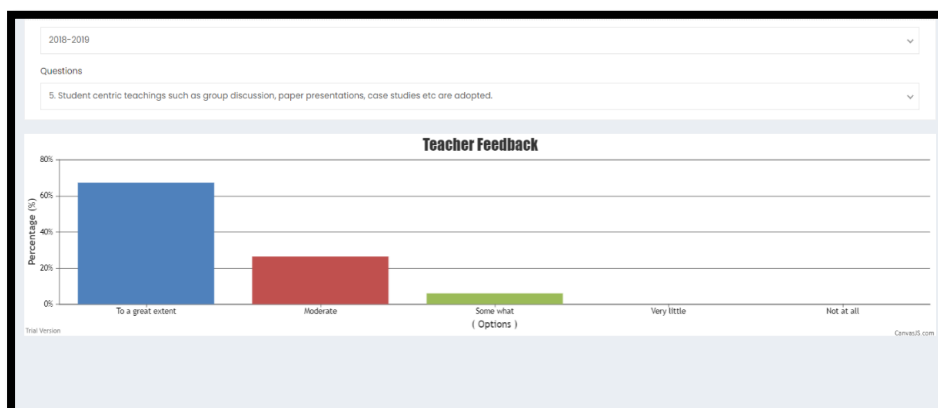 2018-2019
Questions
5. Student centric teachings such as group discussion, paper presentations, case studies etc are adopted.
Teacher Feedback
80%
60%
40%
20%
0%
Percentage (%)
To a great extent Moderate Some what Very little Not at all
( Options )
Trial Version CanvasJS.com